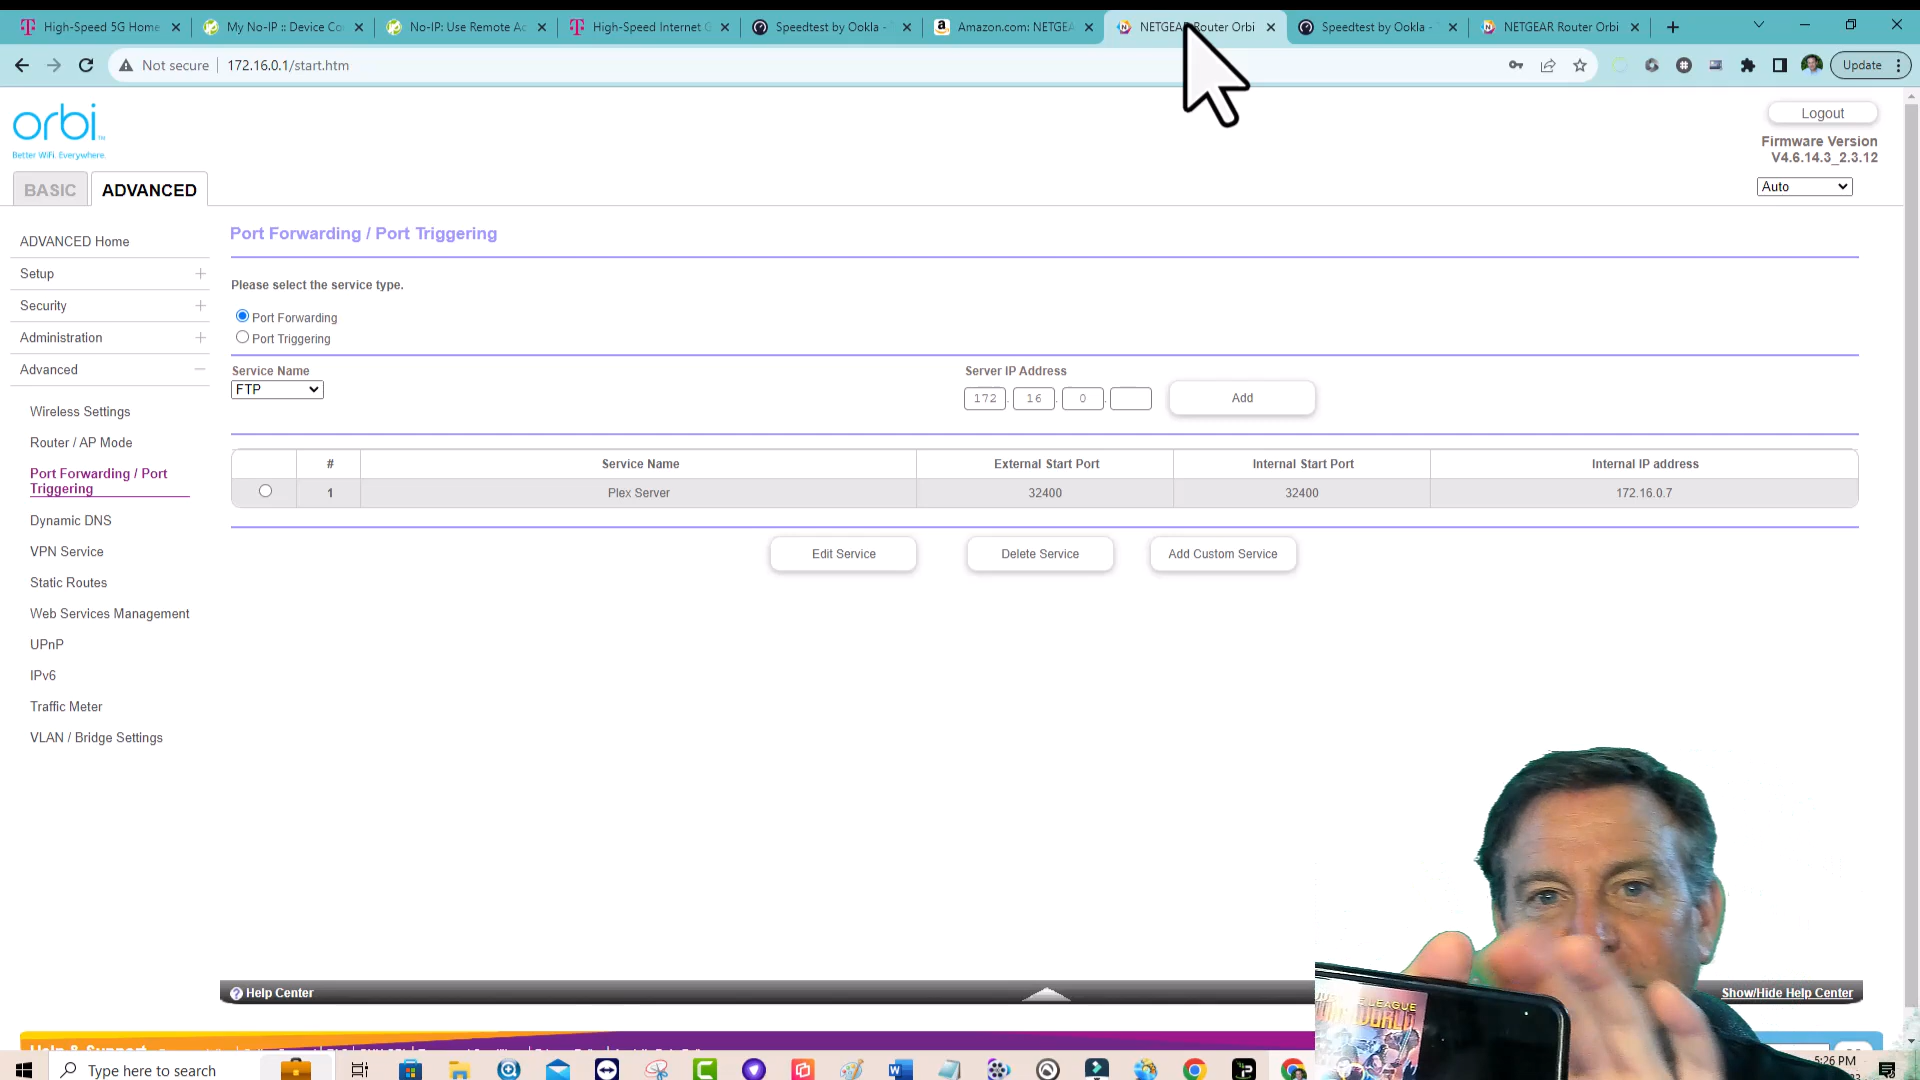 High-Speed 5G Home
My No-IP :: Device Co
No-IP: Use Remote Ac
High-Speed Internet G
Speedtest by Ookla -
Amazon.com: NETGE
NETGEAR Router Orbi
Speedtest by Ookla -
NETGEAR Router Orbi
Not secure
172.16.0.1/start.htm
Update
orbi
Better WiFi. Everywhere.
Logout
Firmware Version
V4.6.14.3_2.3.12
BASIC
ADVANCED
Auto
ADVANCED Home
Setup
Security
Administration
Advanced
Wireless Settings
Router / AP Mode
Port Forwarding / Port
Triggering
Dynamic DNS
VPN Service
Static Routes
Web Services Management
UPnP
IPv6
Traffic Meter
VLAN / Bridge Settings
Port Forwarding / Port Triggering
Please select the service type.
Port Forwarding
Port Triggering
Service Name
FTP
Server IP Address
172 . 16 . 0 .
Add
# Service Name External Start Port Internal Start Port Internal IP address
1 Plex Server 32400 32400 172.16.0.7
Edit Service
Delete Service
Add Custom Service
Help Center
Show/Hide Help Center
LEAGUE
WORLD
Help & Support
Type here to search
5:26 PM